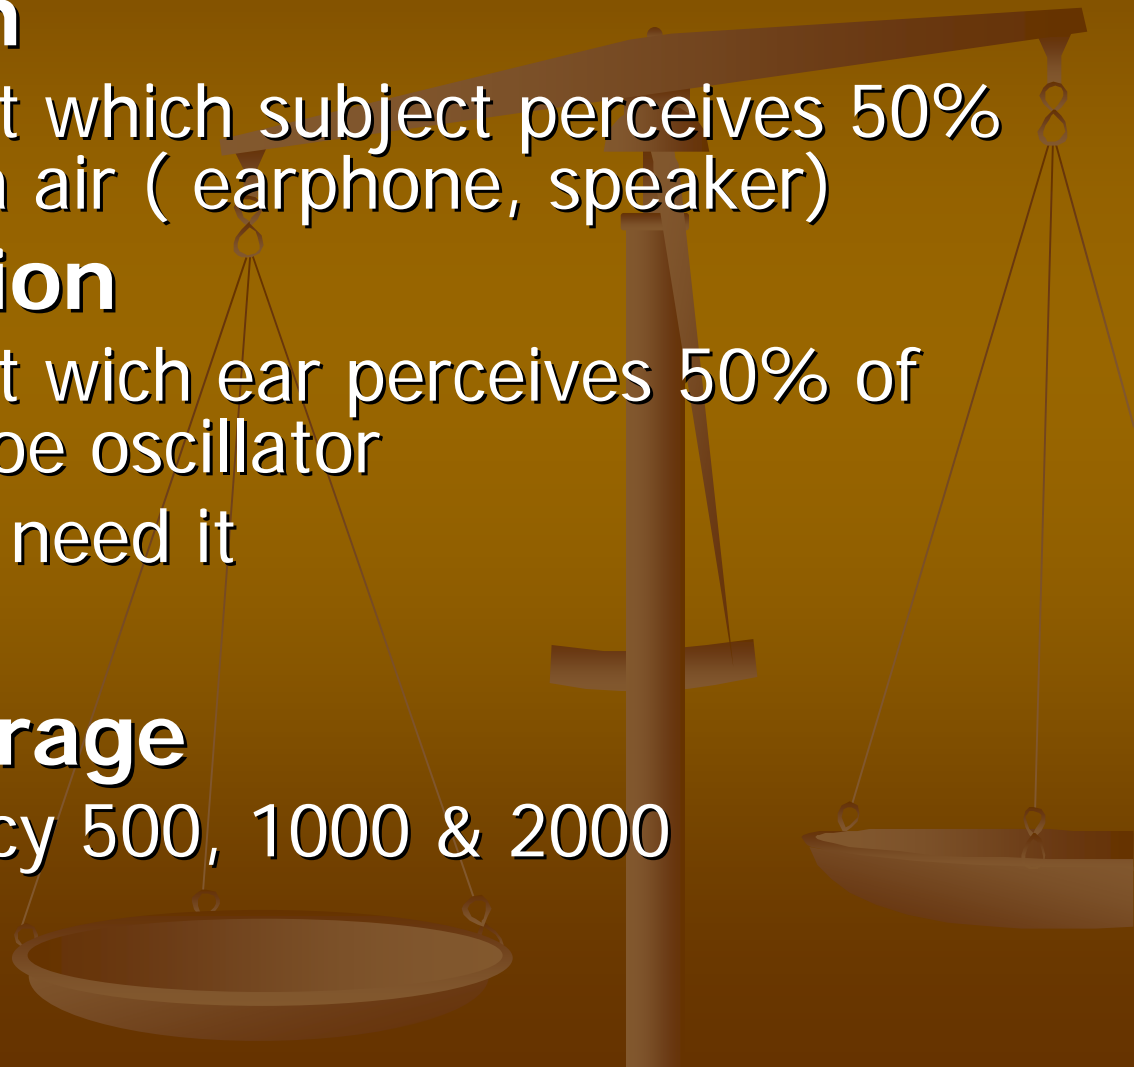 n
t which subject perceives 50%
air ( earphone, speaker)
ion
t wich ear perceives 50% of
be oscillator
need it
rage
cy 500, 1000 & 2000